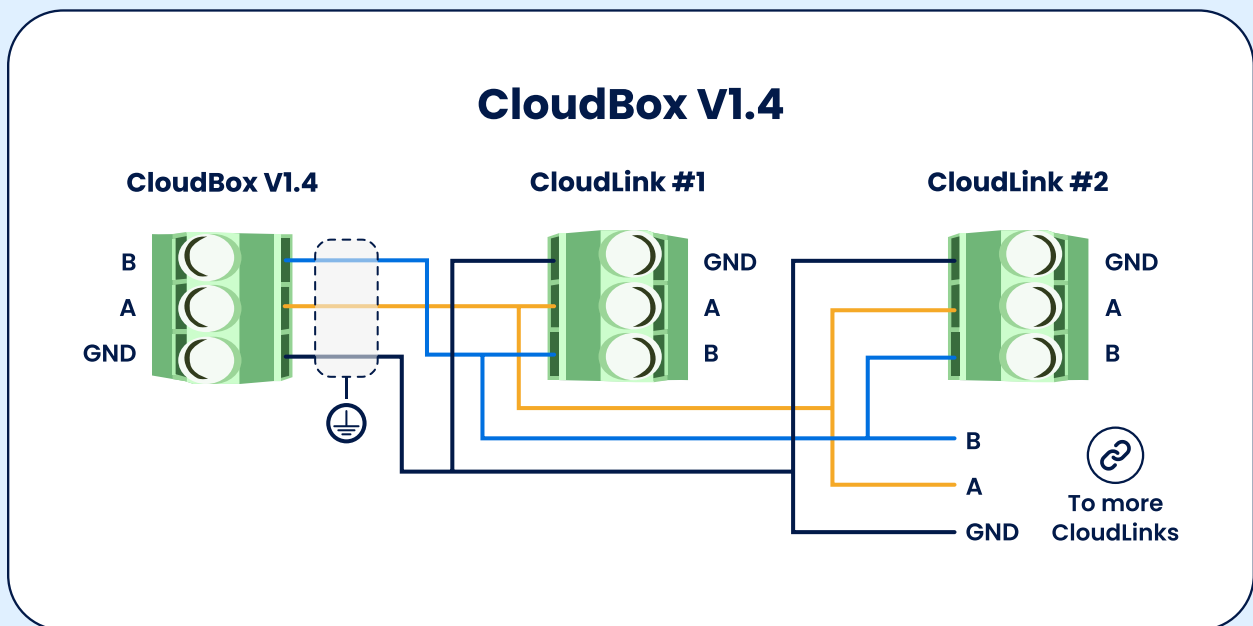 CloudBox V1.4
CloudBox V1.4
CloudLink #1
CloudLink #2
B
A
GND
GND
A
B
GND
A
B
B
A
GND
To more
CloudLinks